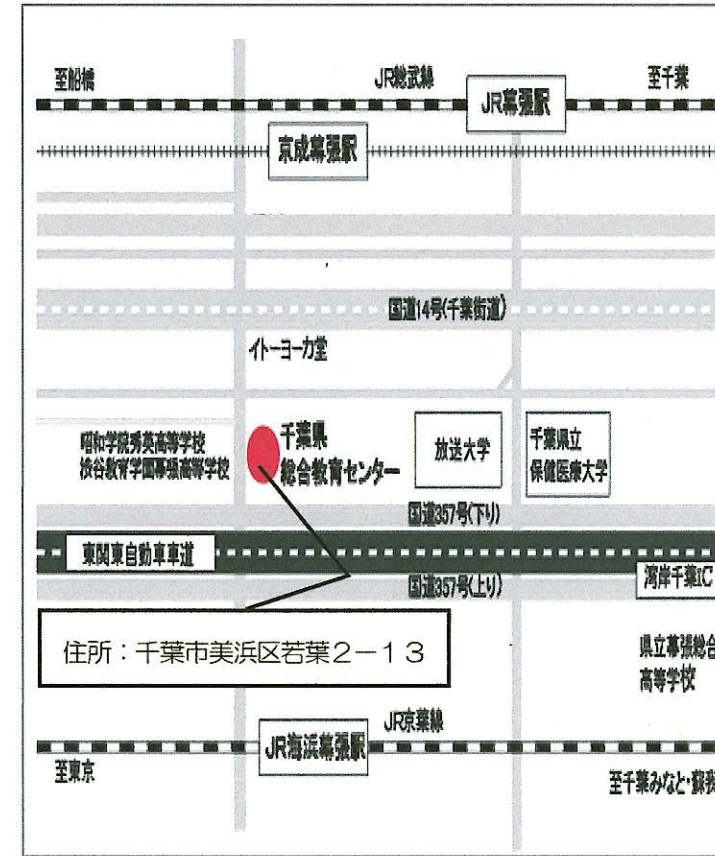 至船橋
JR総武線
JR幕張駅
至千葉
京成幕張駅
国道14号(千葉街道)
イトーヨーカ堂
昭和学院秀英高等学校
渋谷教育学園幕張高等学校
千葉県
総合教育センター
放送大学
千葉県立
保健医療大学
国道357号(下り)
東関東自動車車道
国道357号(上り)
湾岸千葉IC
住所：千葉市美浜区若葉２－１３
県立幕張総合
高等学校
JR京葉線
JR海浜幕張駅
至東京
至千葉みなと・蘇我